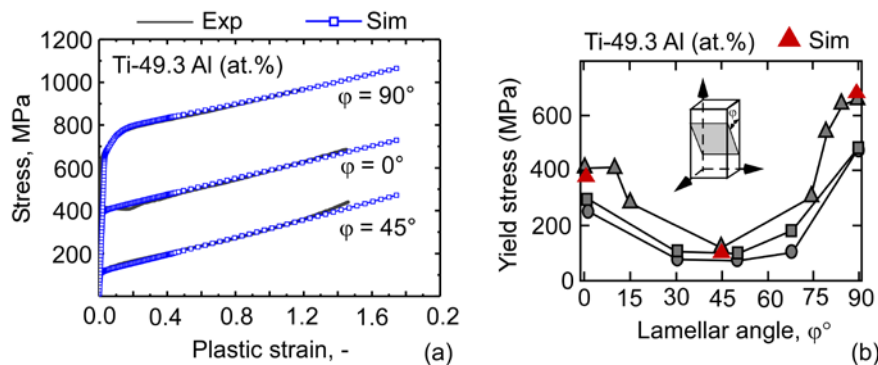 Exp Sim
Ti-49.3 Al (at.%)
φ = 90°
φ = 0°
φ = 45°
Stress, MPa
1200
1000
800
600
400
200
0.0 0.4 0.8 1.2 1.6 0.2
Plastic strain, -
(a)
Ti-49.3 Al (at.%) Sim
φ
Yield stress (MPa)
600
400
200
0
0 15 30 45 60 75 90
Lamellar angle, φ°
(b)